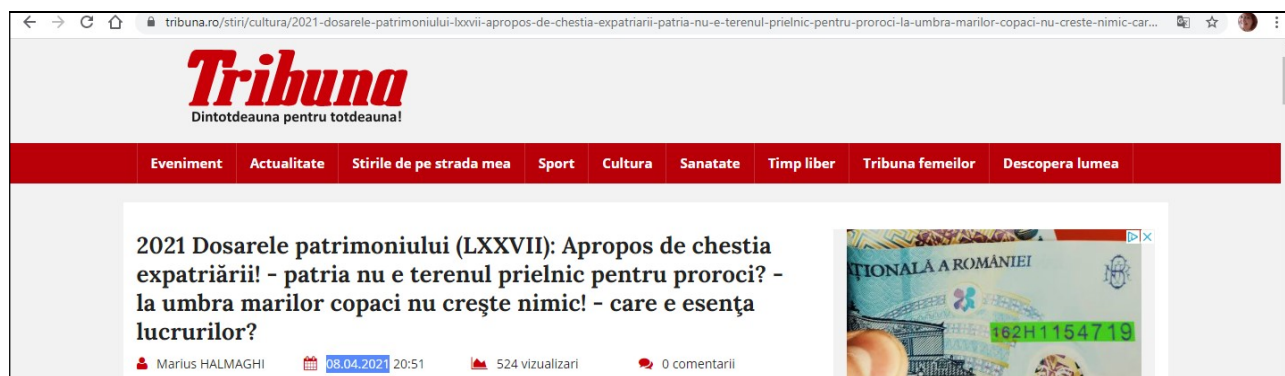 tribuna.ro/stiri/cultura/2021-dosarele-patrimoniului-lxxvii-apropos-de-chestia-expatriarii-patria-nu-e-terenul-prielnic-pentru-proroci-la-umbra-marilor-copaci-nu-creste-nimic-car...
Tribuna
Dintotdeauna pentru totdeauna!
Eveniment Actualitate Stirile de pe strada mea Sport Cultura Sanatate Timp liber Tribuna femeilor Descopera lumea
2021 Dosarele patrimoniului (LXXVII): Apropos de chestia
expatriării! - patria nu e terenul prielnic pentru proroci? -
la umbra marilor copaci nu creşte nimic! - care e esenţa
lucrurilor?
Marius HALMAGHI 08.04.2021 20:51 524 vizualizari 0 comentarii
ȚIONALĂ A ROMÂNIEI
162H1154719